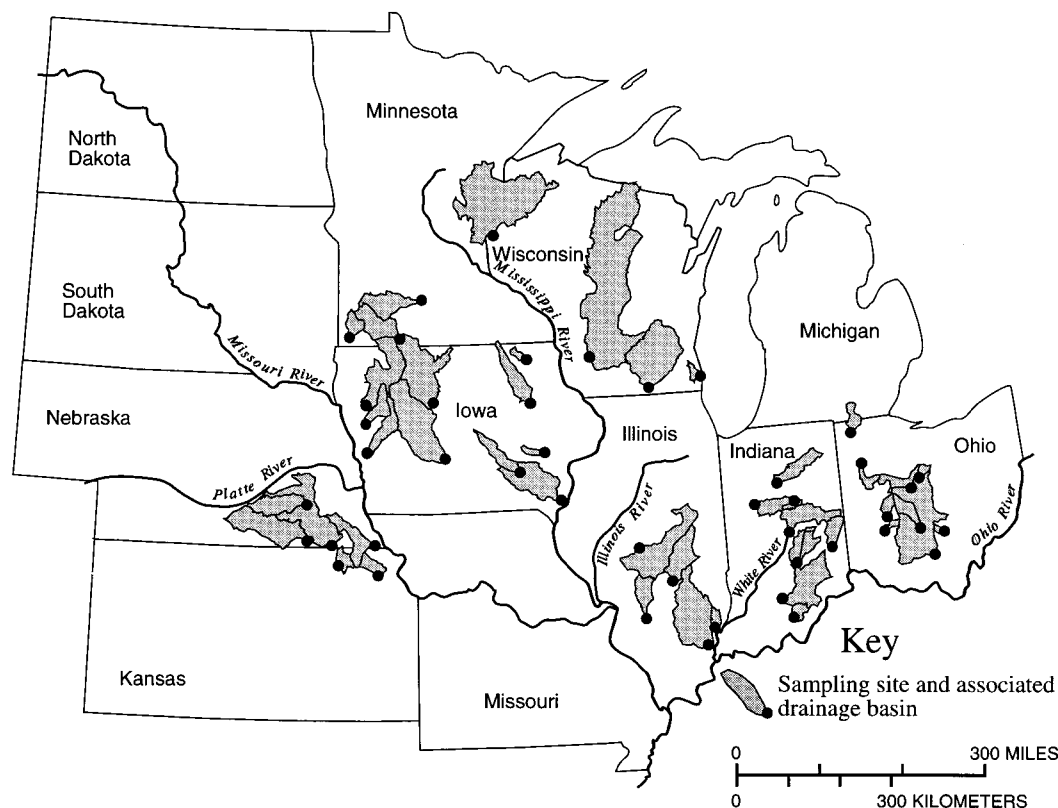 Minnesota
North
Dakota
Wisconsin
Mississippi River
South
Dakota
Michigan
Missouri River
Nebraska
Iowa
Illinois
Indiana
Ohio
Platte River
Illinois River
White River
Ohio River
Key
Kansas
Missouri
Sampling site and associated
drainage basin
0 300 MILES
0 300 KILOMETERS